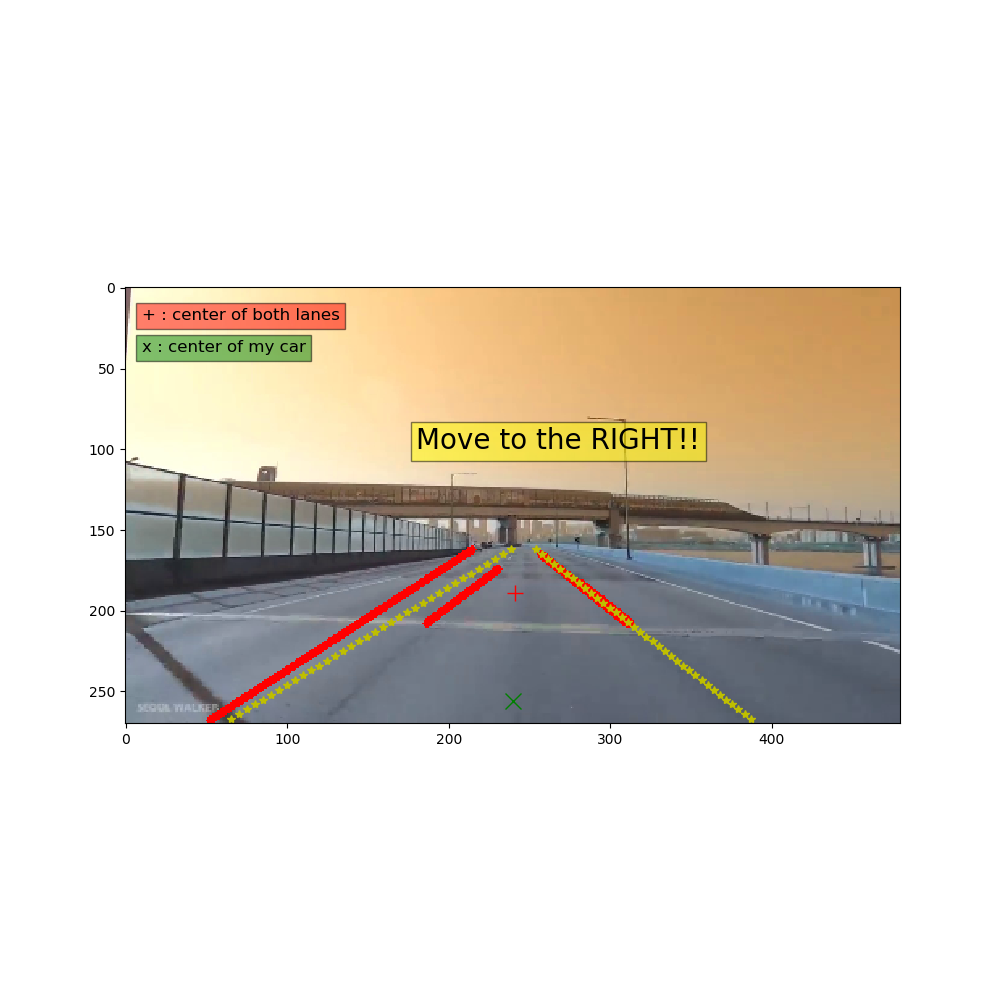 + : center of both lanes
x : center of my car
Move to the RIGHT!!
0
50
100
150
200
250
SEOUL WALKER
0
100
200
300
400